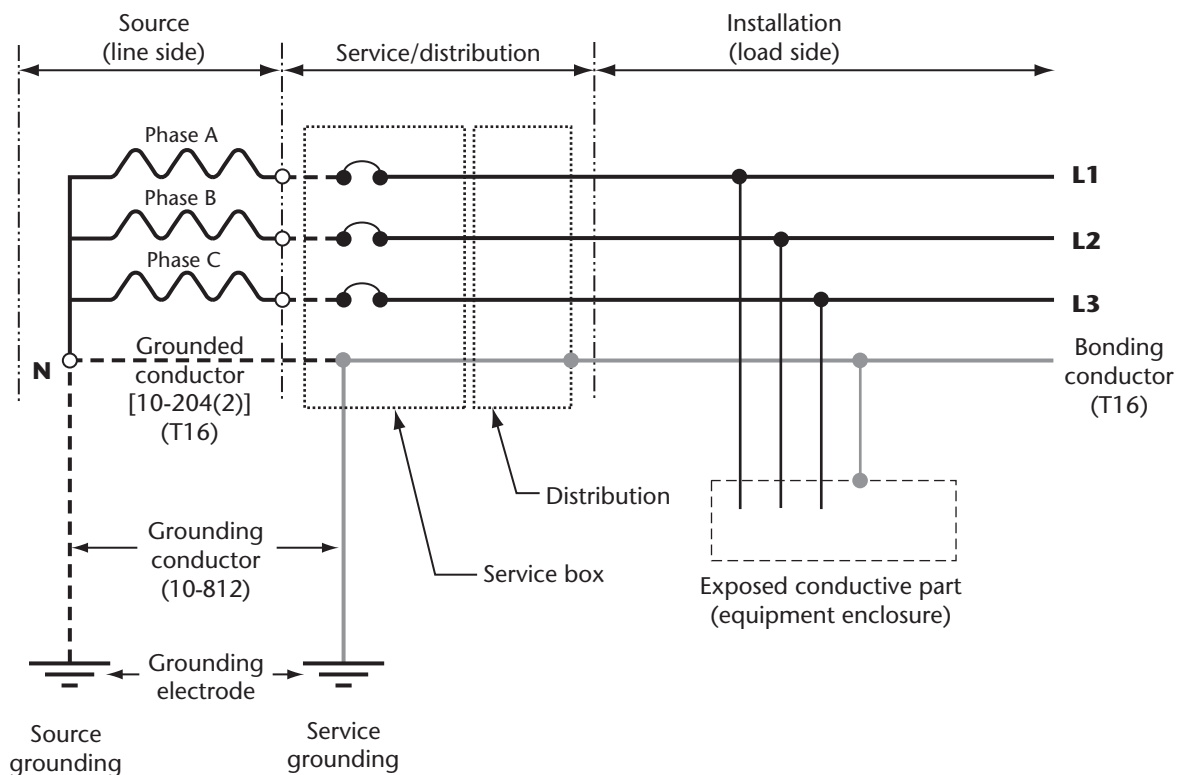 Source
(line side)
Service/distribution
Installation
(load side)
Phase A
L1
Phase B
L2
Phase C
L3
N
Grounded
conductor
[10-204(2)]
(T16)
Bonding
conductor
(T16)
Distribution
Grounding
conductor
(10-812)
Service box
Exposed conductive part
(equipment enclosure)
Grounding
electrode
Source
grounding
Service
grounding